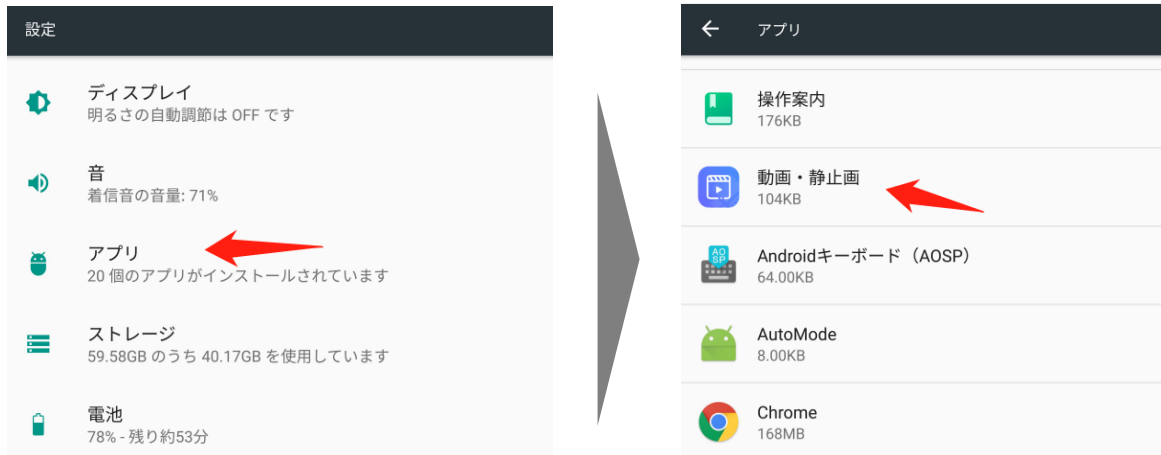 設定
ディスプレイ
明るさの自動調節は OFF です
音
着信音の音量: 71%
アプリ
20 個のアプリがインストールされています
ストレージ
59.58GB のうち 40.17GB を使用しています
電池
78% - 残り約53分
アプリ
操作案内
176KB
動画・静止画
104KB
AO
SP
Androidキーボード（AOSP）
64.00KB
AutoMode
8.00KB
Chrome
168MB